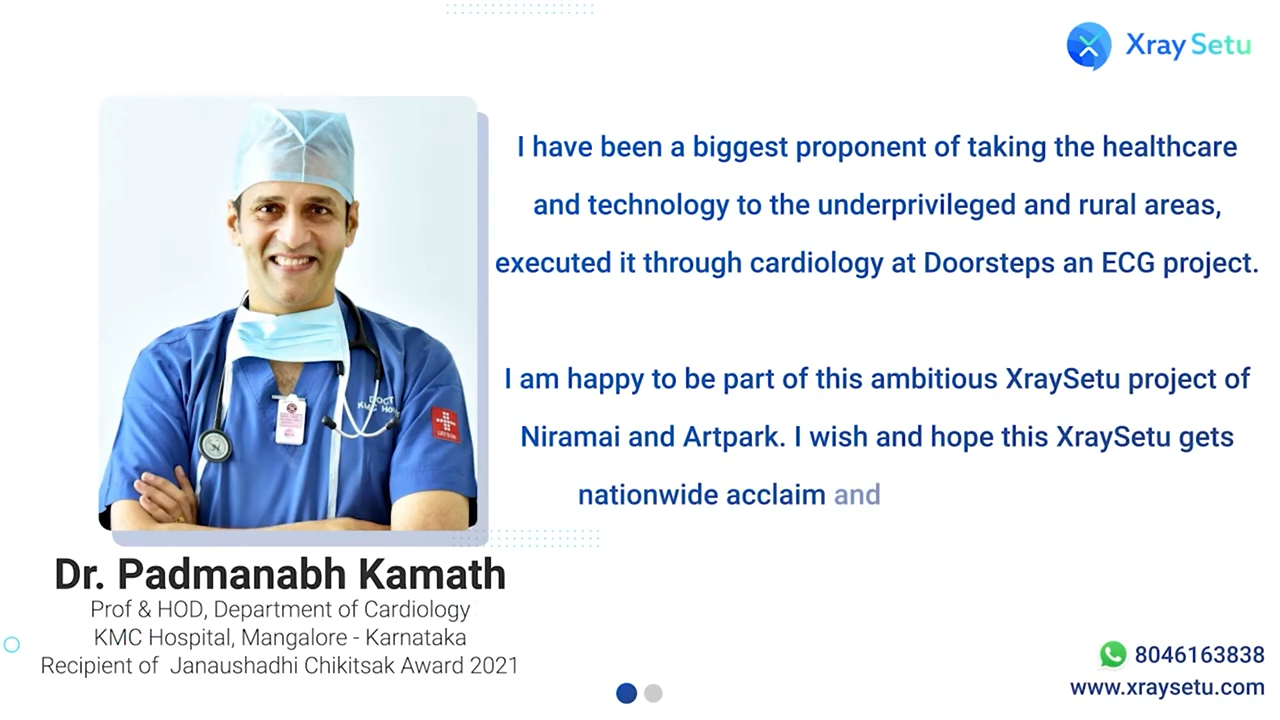 Xray Setu
I have been a biggest proponent of taking the healthcare
and technology to the underprivileged and rural areas,
executed it through cardiology at Doorsteps an ECG project.
I am happy to be part of this ambitious XraySetu project of
Niramai and Artpark. I wish and hope this XraySetu gets
nationwide acclaim and
DOCT
KMC HO
Dr. Padmanabh Kamath
Prof & HOD, Department of Cardiology
KMC Hospital, Mangalore - Karnataka
Recipient of Janaushadhi Chikitsak Award 2021
8046163838
www.xraysetu.com